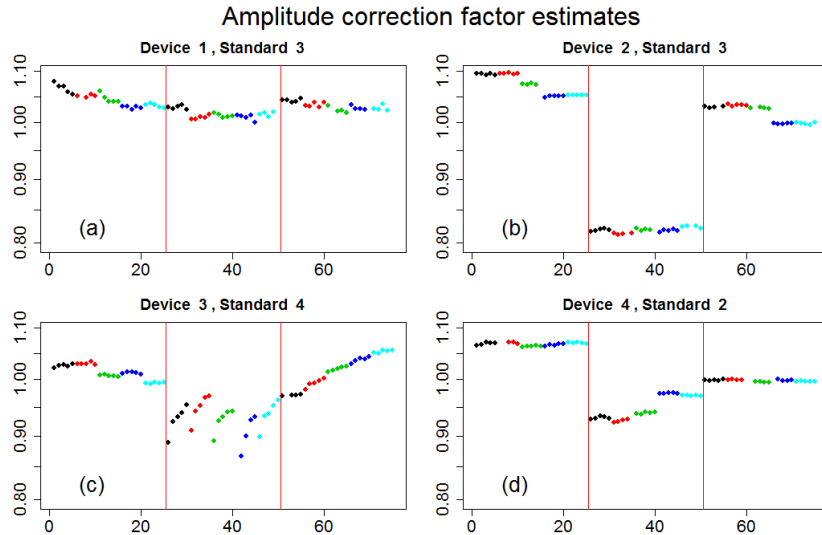 Amplitude correction factor estimates
Device 1 , Standard 3
Device 2 , Standard 3
1.10
1.00
0.90
0.80
(a)
0 20 40 60
1.10
1.00
0.90
0.80
(b)
0 20 40 60
Device 3 , Standard 4
Device 4 , Standard 2
1.10
1.00
0.90
0.80
(c)
0 20 40 60
1.10
1.00
0.90
0.80
(d)
0 20 40 60